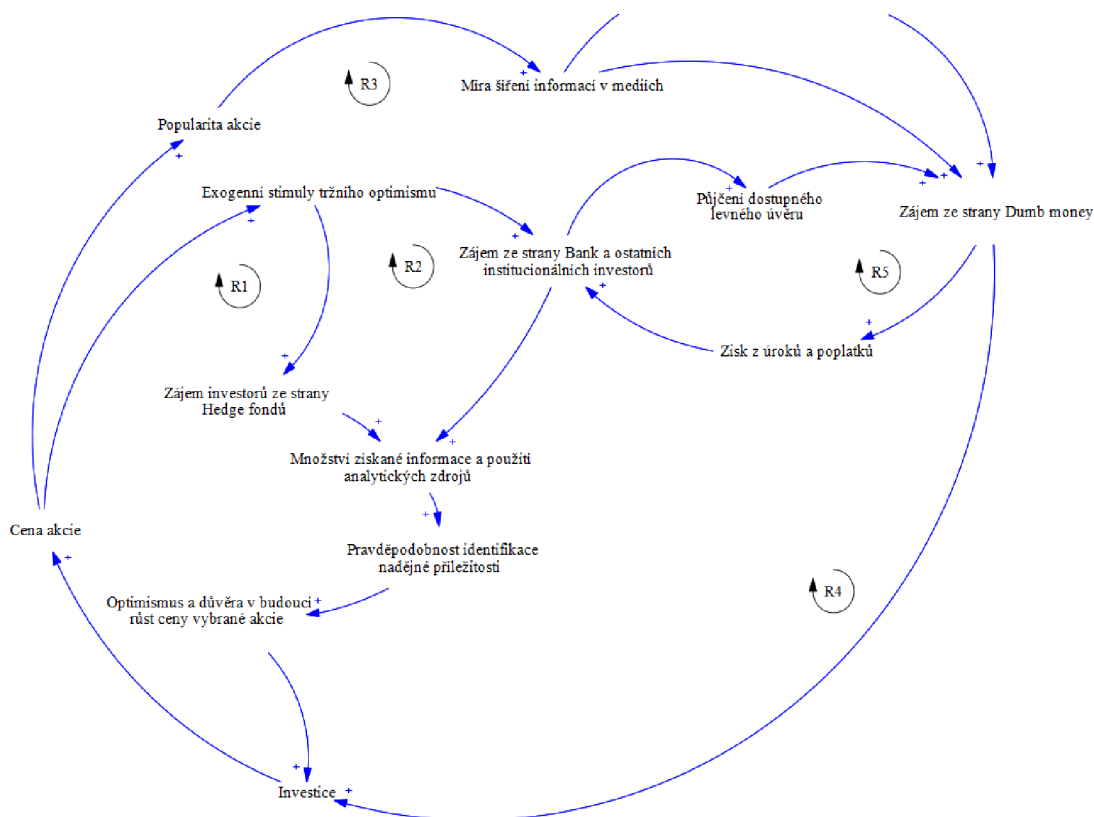 R3
Míra šíření informací v mediích
Popularita akcie
Exogenní stimuly tržního optimismu
Půjčení dostupného
levného úvěru
Zájem ze strany Dumb money
Zájem ze strany Bank a ostatních
institucionálních investorů
R1
R2
R5
Zisk z úroků a poplatků
Zájem investorů ze strany
Hedge fondů
Množství získané informace a použití
analytických zdrojů
Cena akcie
Pravděpodobnost identifikace
nadějné příležitosti
Optimismus a důvěra v budoucí
růst ceny vybrané akcie
R4
Investice